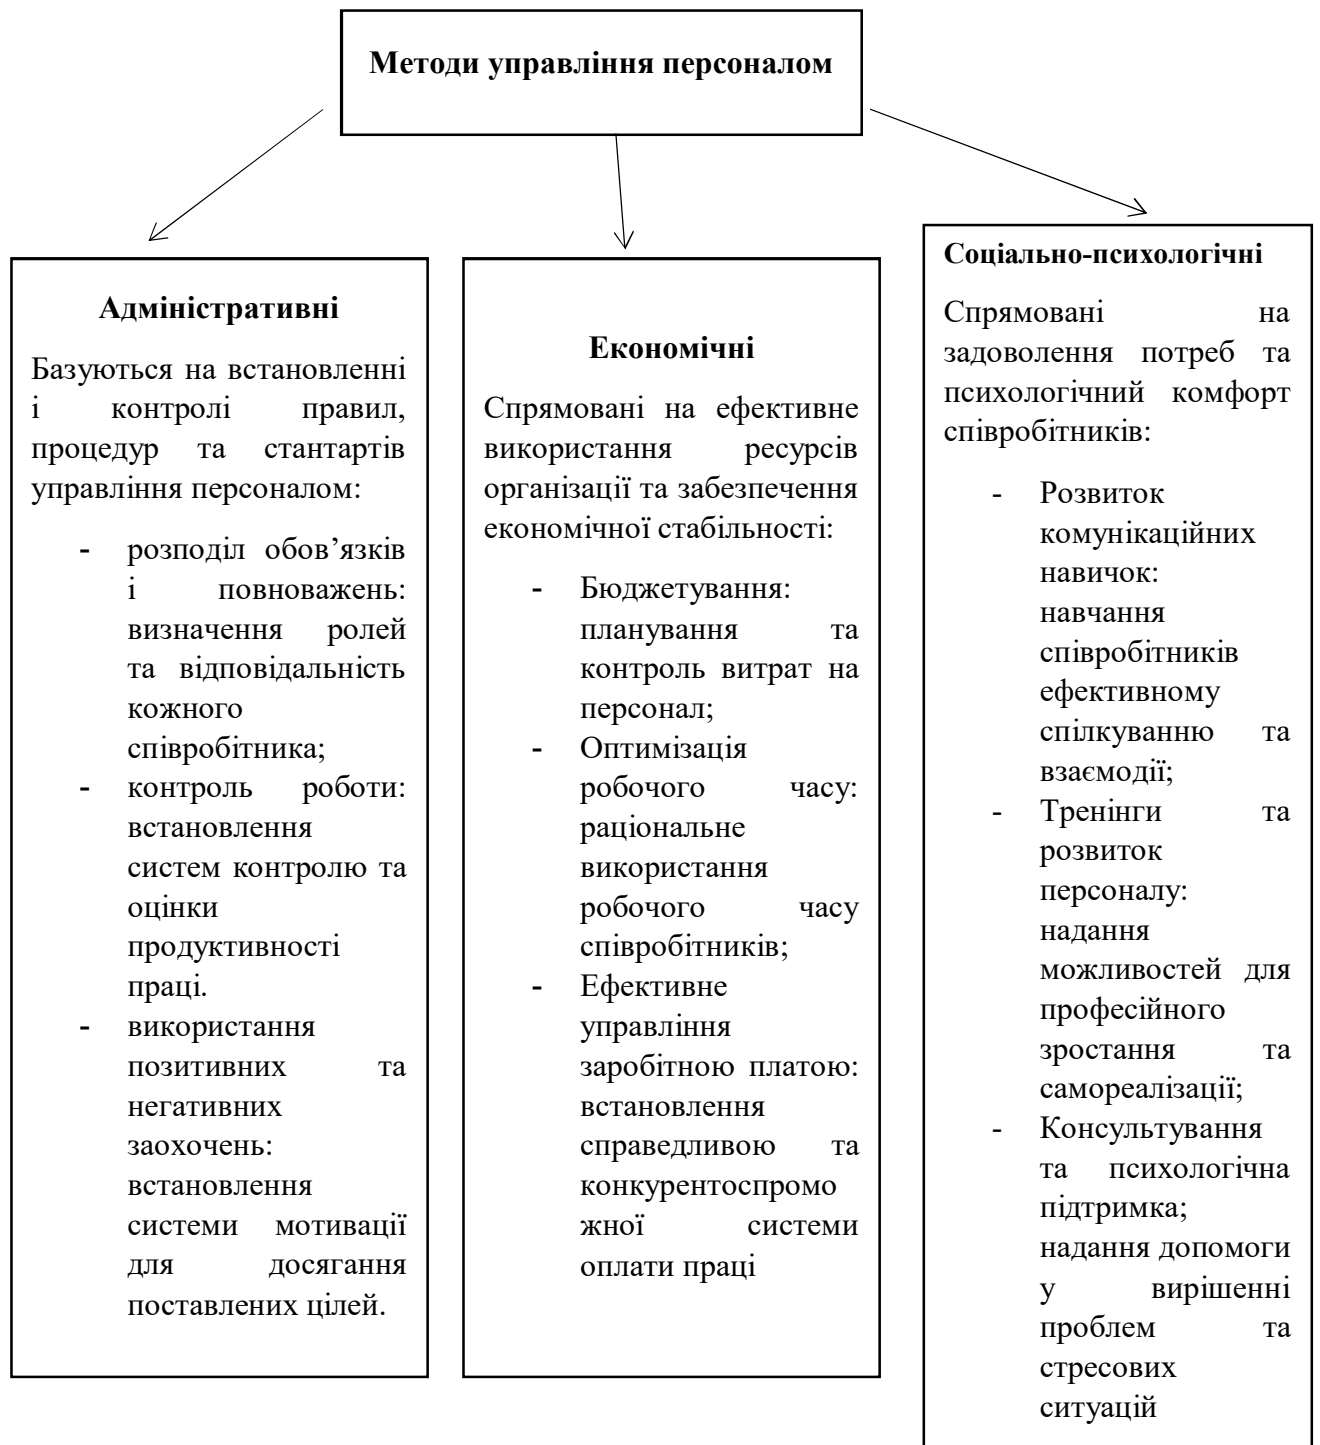 Методи управління персоналом
Адміністративні
Базуються на встановленні
і контролі правил,
процедур та стантартів
управління персоналом:
- розподіл обов’язків
і повноважень:
визначення ролей
та відповідальність
кожного
співробітника;
- контроль роботи:
встановлення
систем контролю та
оцінки
продуктивності
праці.
- використання
позитивних та
негативних
заохочень:
встановлення
системи мотивації
для досягання
поставлених цілей.
Економічні
Спрямовані на ефективне
використання ресурсів
організації та забезпечення
економічної стабільності:
- Бюджетування:
планування та
контроль витрат на
персонал;
- Оптимізація
робочого часу:
раціональне
використання
робочого часу
співробітників;
- Ефективне
управління
заробітною платою:
встановлення
справедливою та
конкурентоспромо
жної системи
оплати праці
Соціально-психологічні
Спрямовані на
задоволення потреб та
психологічний комфорт
співробітників:
- Розвиток
комунікаційних
навичок:
навчання
співробітників
ефективному
спілкуванню та
взаємодії;
- Тренінги та
розвиток
персоналу:
надання
можливостей для
професійного
зростання та
самореалізації;
- Консультування
та психологічна
підтримка;
надання допомоги
у вирішенні
проблем та
стресових
ситуацій